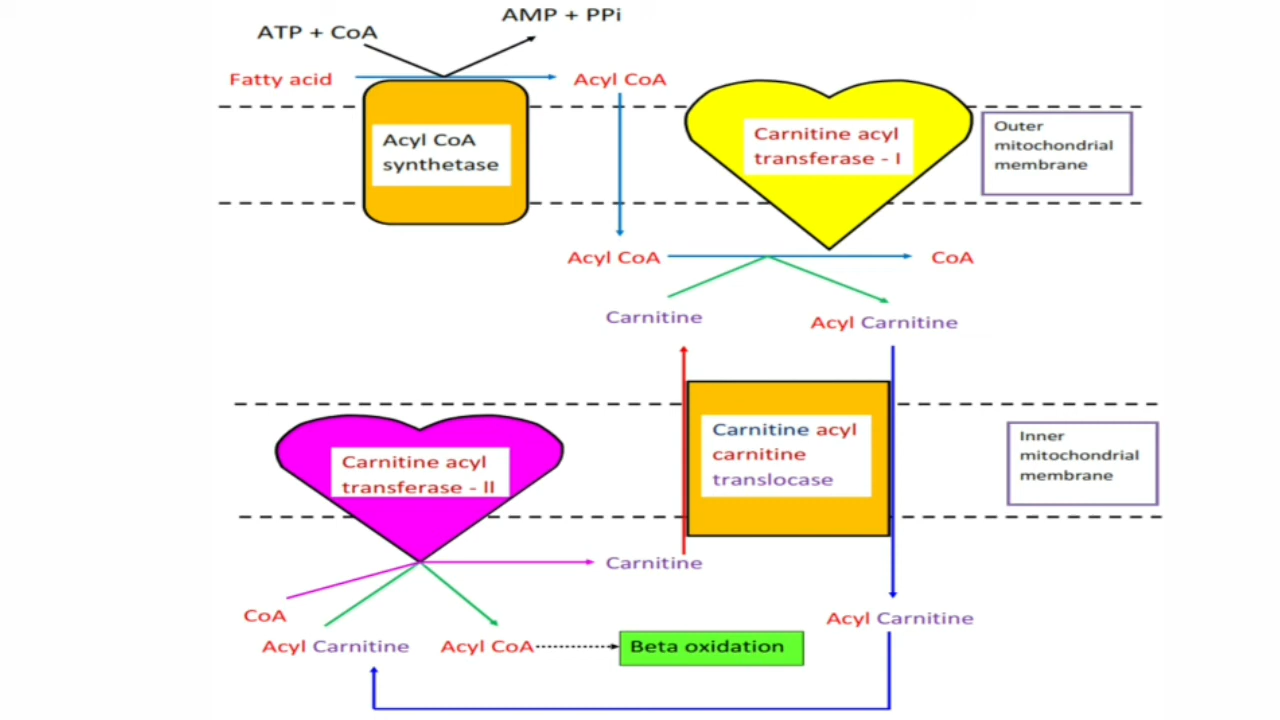 AMP + PPi
ATP + CoA
Fatty acid
Acyl CoA
Acyl CoA
synthetase
Carnitine acyl
transferase - I
Outer
mitochondrial
membrane
Acyl CoA
CoA
Carnitine
Acyl Carnitine
Carnitine acyl
carnitine
translocase
Inner
mitochondrial
membrane
Carnitine acyl
transferase - II
Carnitine
CoA
Acyl Carnitine
Acyl Carnitine
Acyl CoA
Beta oxidation